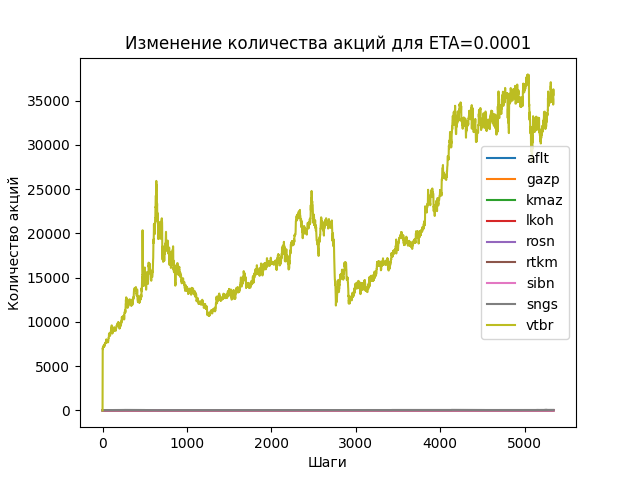 Изменение количества акций для ETA=0.0001
Количество акций
35000
30000
25000
20000
15000
10000
5000
0
aflt
gazp
kmaz
lkoh
rosn
rtkm
sibn
sngs
vtbr
0 1000 2000 3000 4000 5000
Шаги